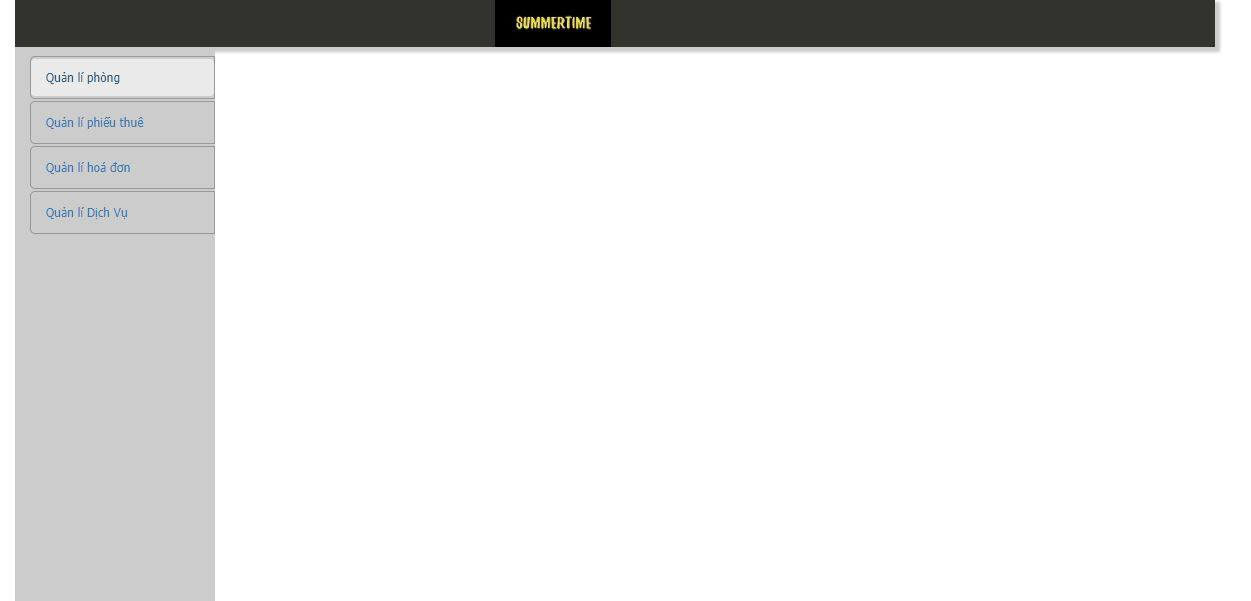 SUMMERTIME
Quản lí phòng
Quản lí phiếu thuê
Quản lí hoá đơn
Quản lí Dịch Vụ